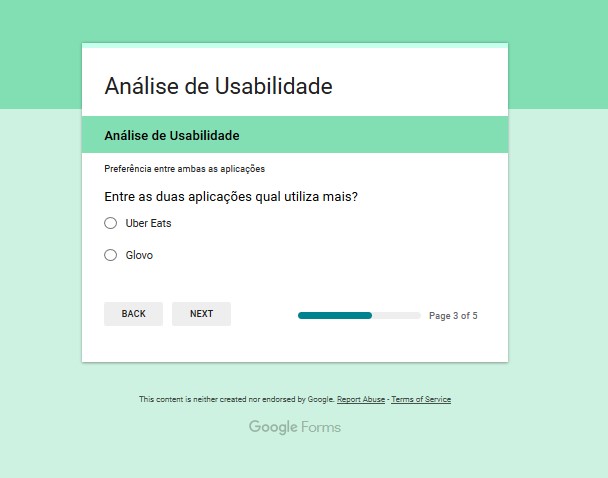 Análise de Usabilidade
Análise de Usabilidade
Preferência entre ambas as aplicações
Entre as duas aplicações qual utiliza mais?
Uber Eats
Glovo
BACK NEXT Page 3 of 5
This content is neither created nor endorsed by Google. Report Abuse - Terms of Service
Google Forms